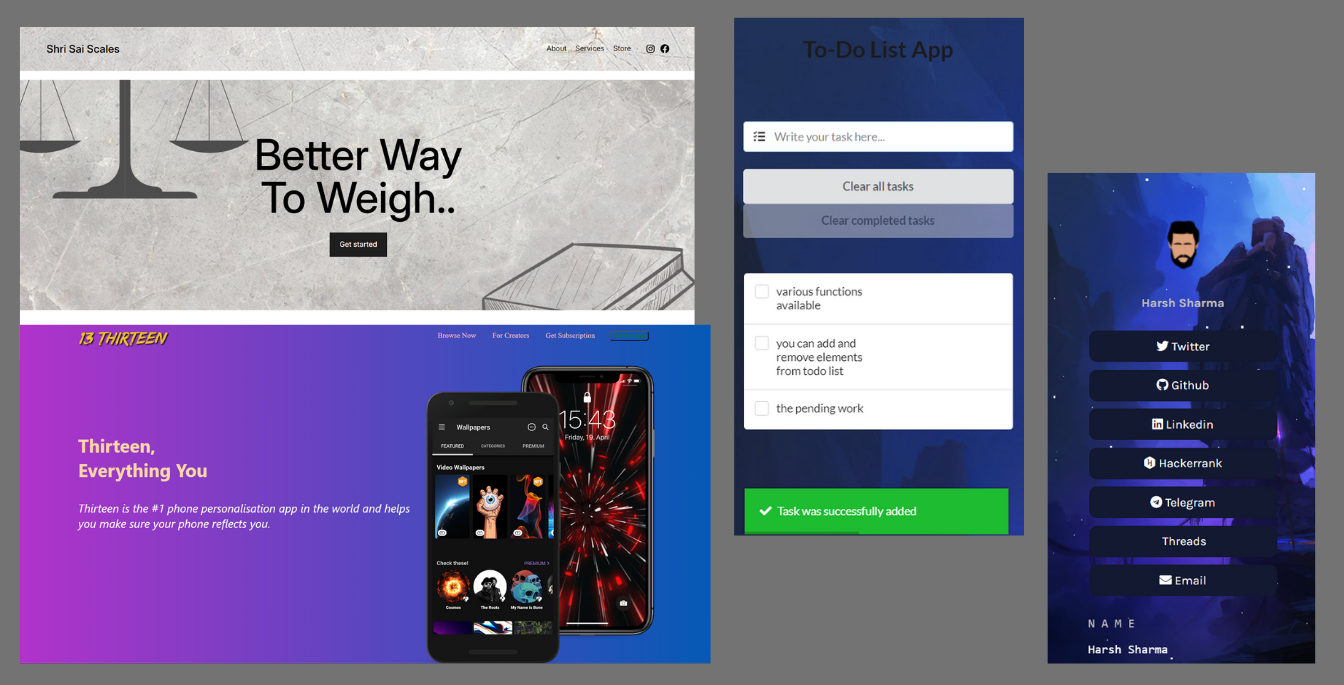 Shri Sai Scales
About Services Store
Better Way
To Weigh..
Get started
13 THIRTEEN
Browse Now For Creators Get Subscription
Thirteen,
Everything You
Thirteen is the #1 phone personalisation app in the world and helps
you make sure your phone reflects you.
Wallpapers
FEATURED CATEGORIES PREMIUM
Video Wallpapers
Check these! PREMIUM >
Cosmos The Roots My Name is Bone
15:43
Friday, 19. April
To-Do List App
Write your task here...
Clear all tasks
Clear completed tasks
various functions
available
you can add and
remove elements
from todo list
the pending work
Task was successfully added
Harsh Sharma
Twitter
Github
Linkedin
Hackerrank
Telegram
Threads
Email
NAME
Harsh Sharma